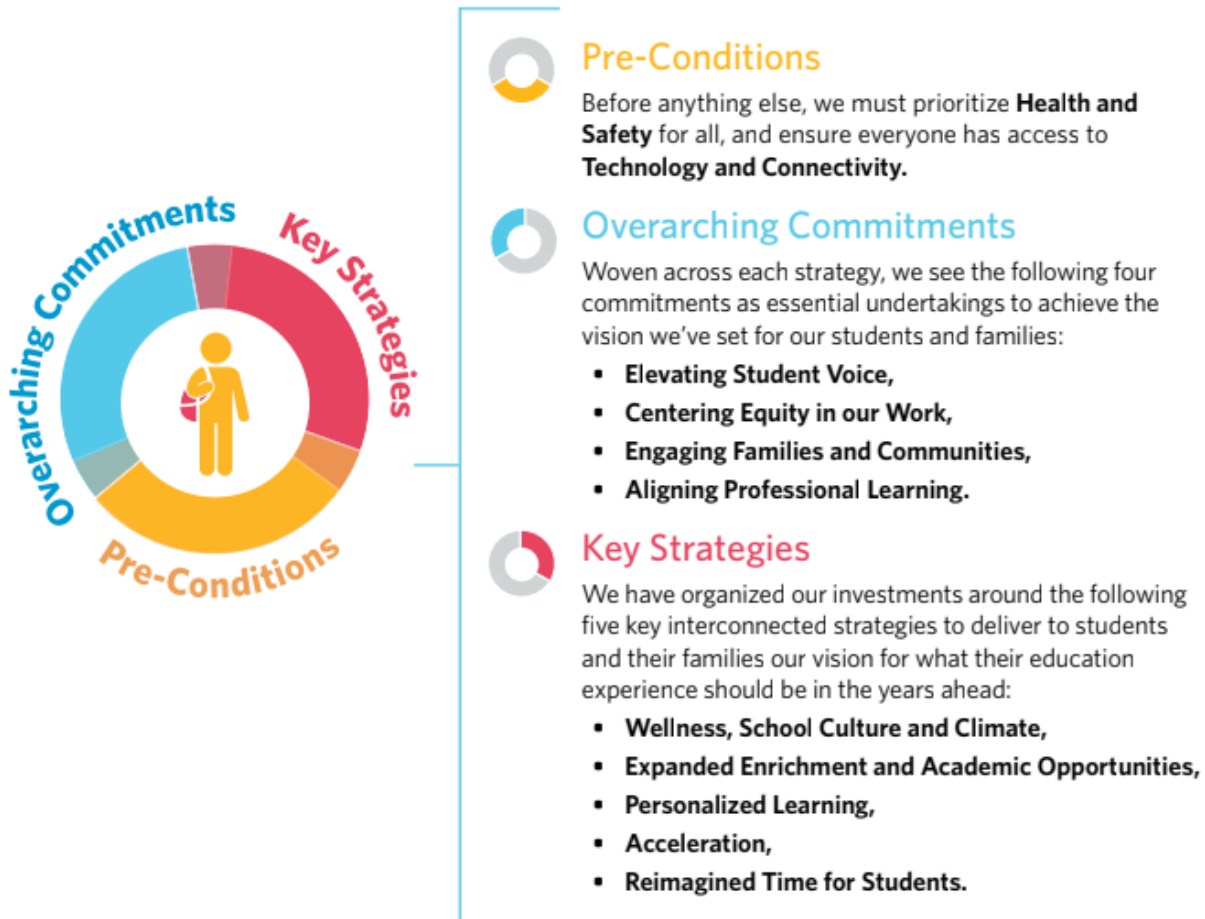 Overarching Commitments
Key Strategies
Pre-Conditions
Pre-Conditions
Before anything else, we must prioritize Health and
Safety for all, and ensure everyone has access to
Technology and Connectivity.
Overarching Commitments
Woven across each strategy, we see the following four
commitments as essential undertakings to achieve the
vision we’ve set for our students and families:
▪ Elevating Student Voice,
▪ Centering Equity in our Work,
▪ Engaging Families and Communities,
▪ Aligning Professional Learning.
Key Strategies
We have organized our investments around the following
five key interconnected strategies to deliver to students
and their families our vision for what their education
experience should be in the years ahead:
▪ Wellness, School Culture and Climate,
▪ Expanded Enrichment and Academic Opportunities,
▪ Personalized Learning,
▪ Acceleration,
▪ Reimagined Time for Students.